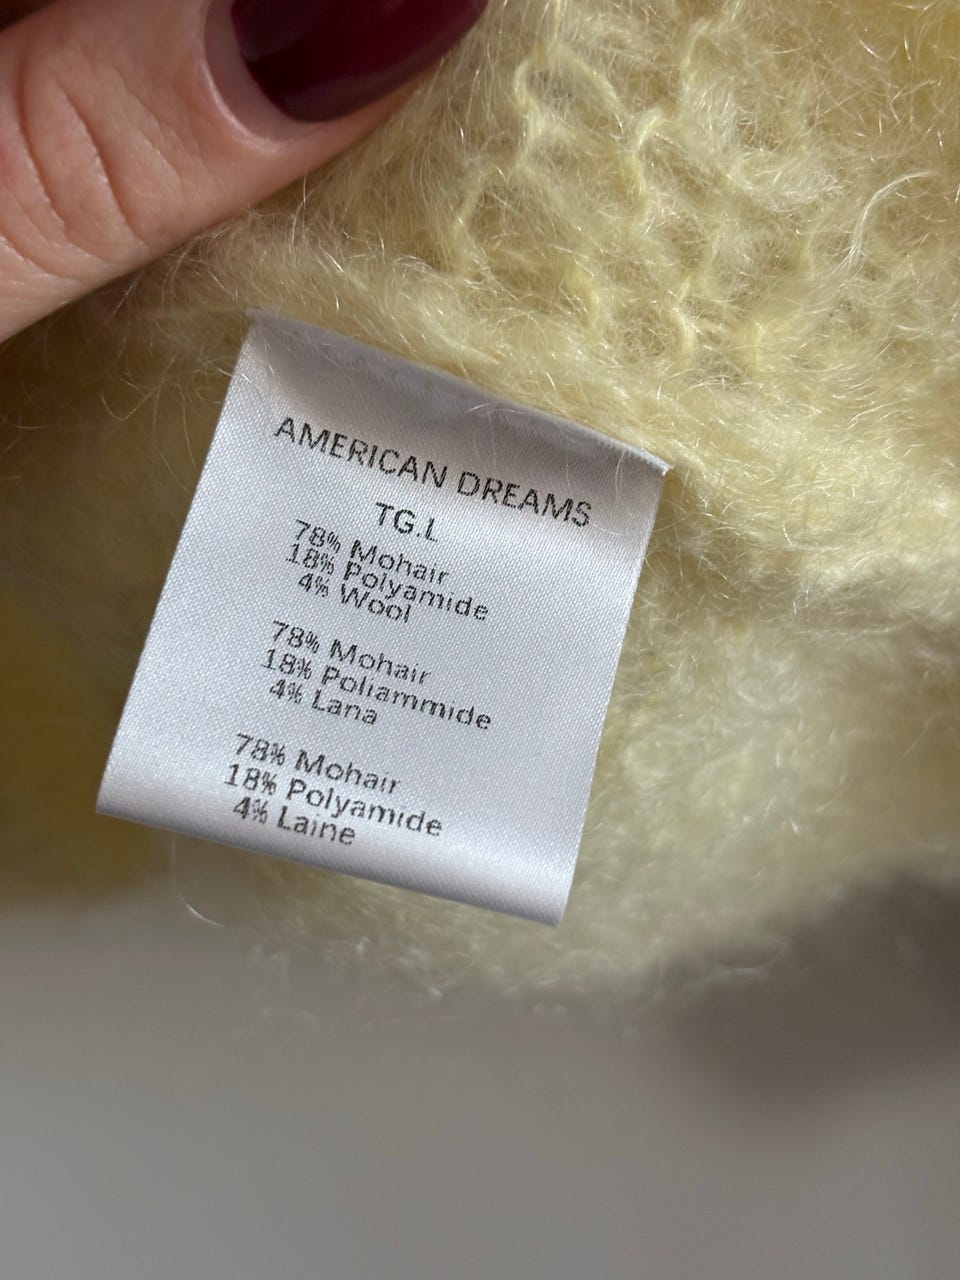 AMERICAN DREAMS
TG.L
78% Mohair
18% Polyamide
4% Wool
78% Mohair
18% Poliammide
4% Lana
78% Mohair
18% Polyamide
4% Laine